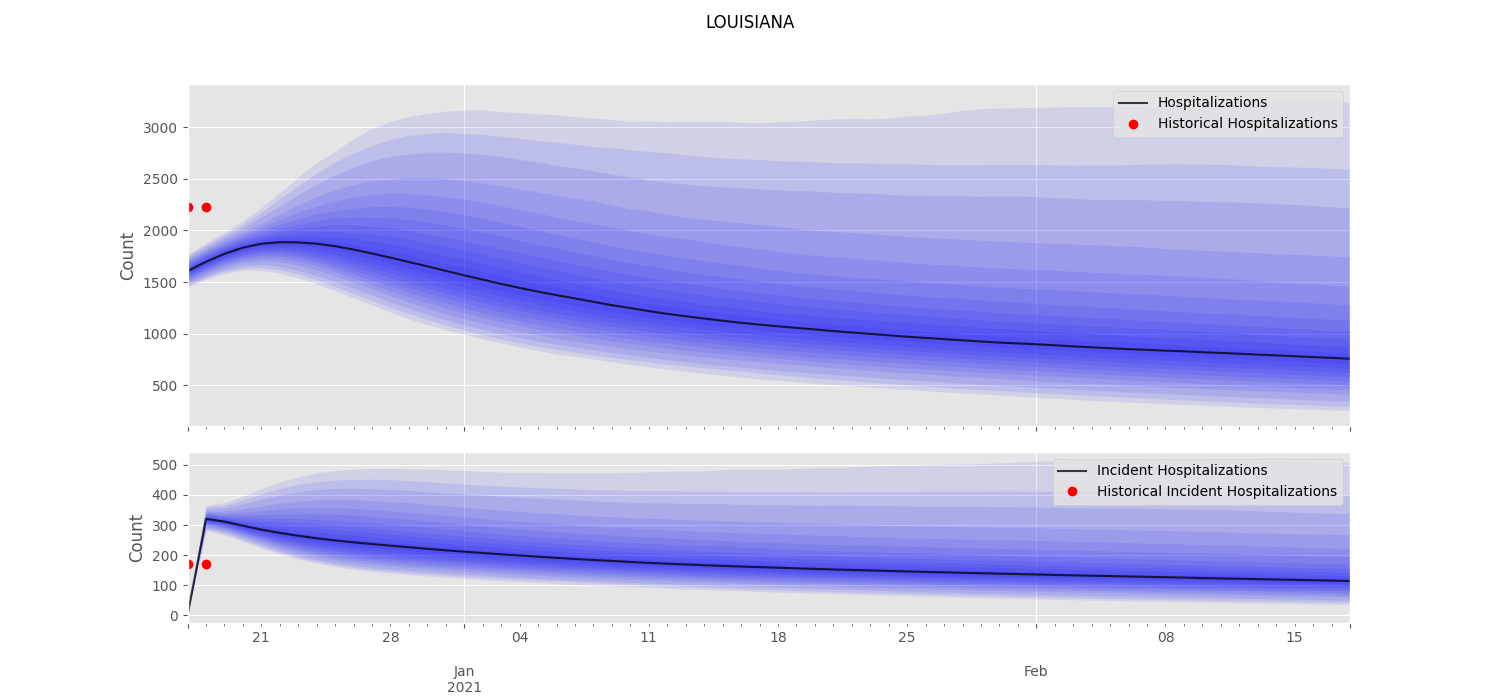 LOUISIANA
Hospitalizations
Historical Hospitalizations
3000
2500
2000
1500
1000
500
Count
Incident Hospitalizations
Historical Incident Hospitalizations
500
400
300
200
100
0
Count
21 28 04 11 18 25 08 15
Jan Feb
2021